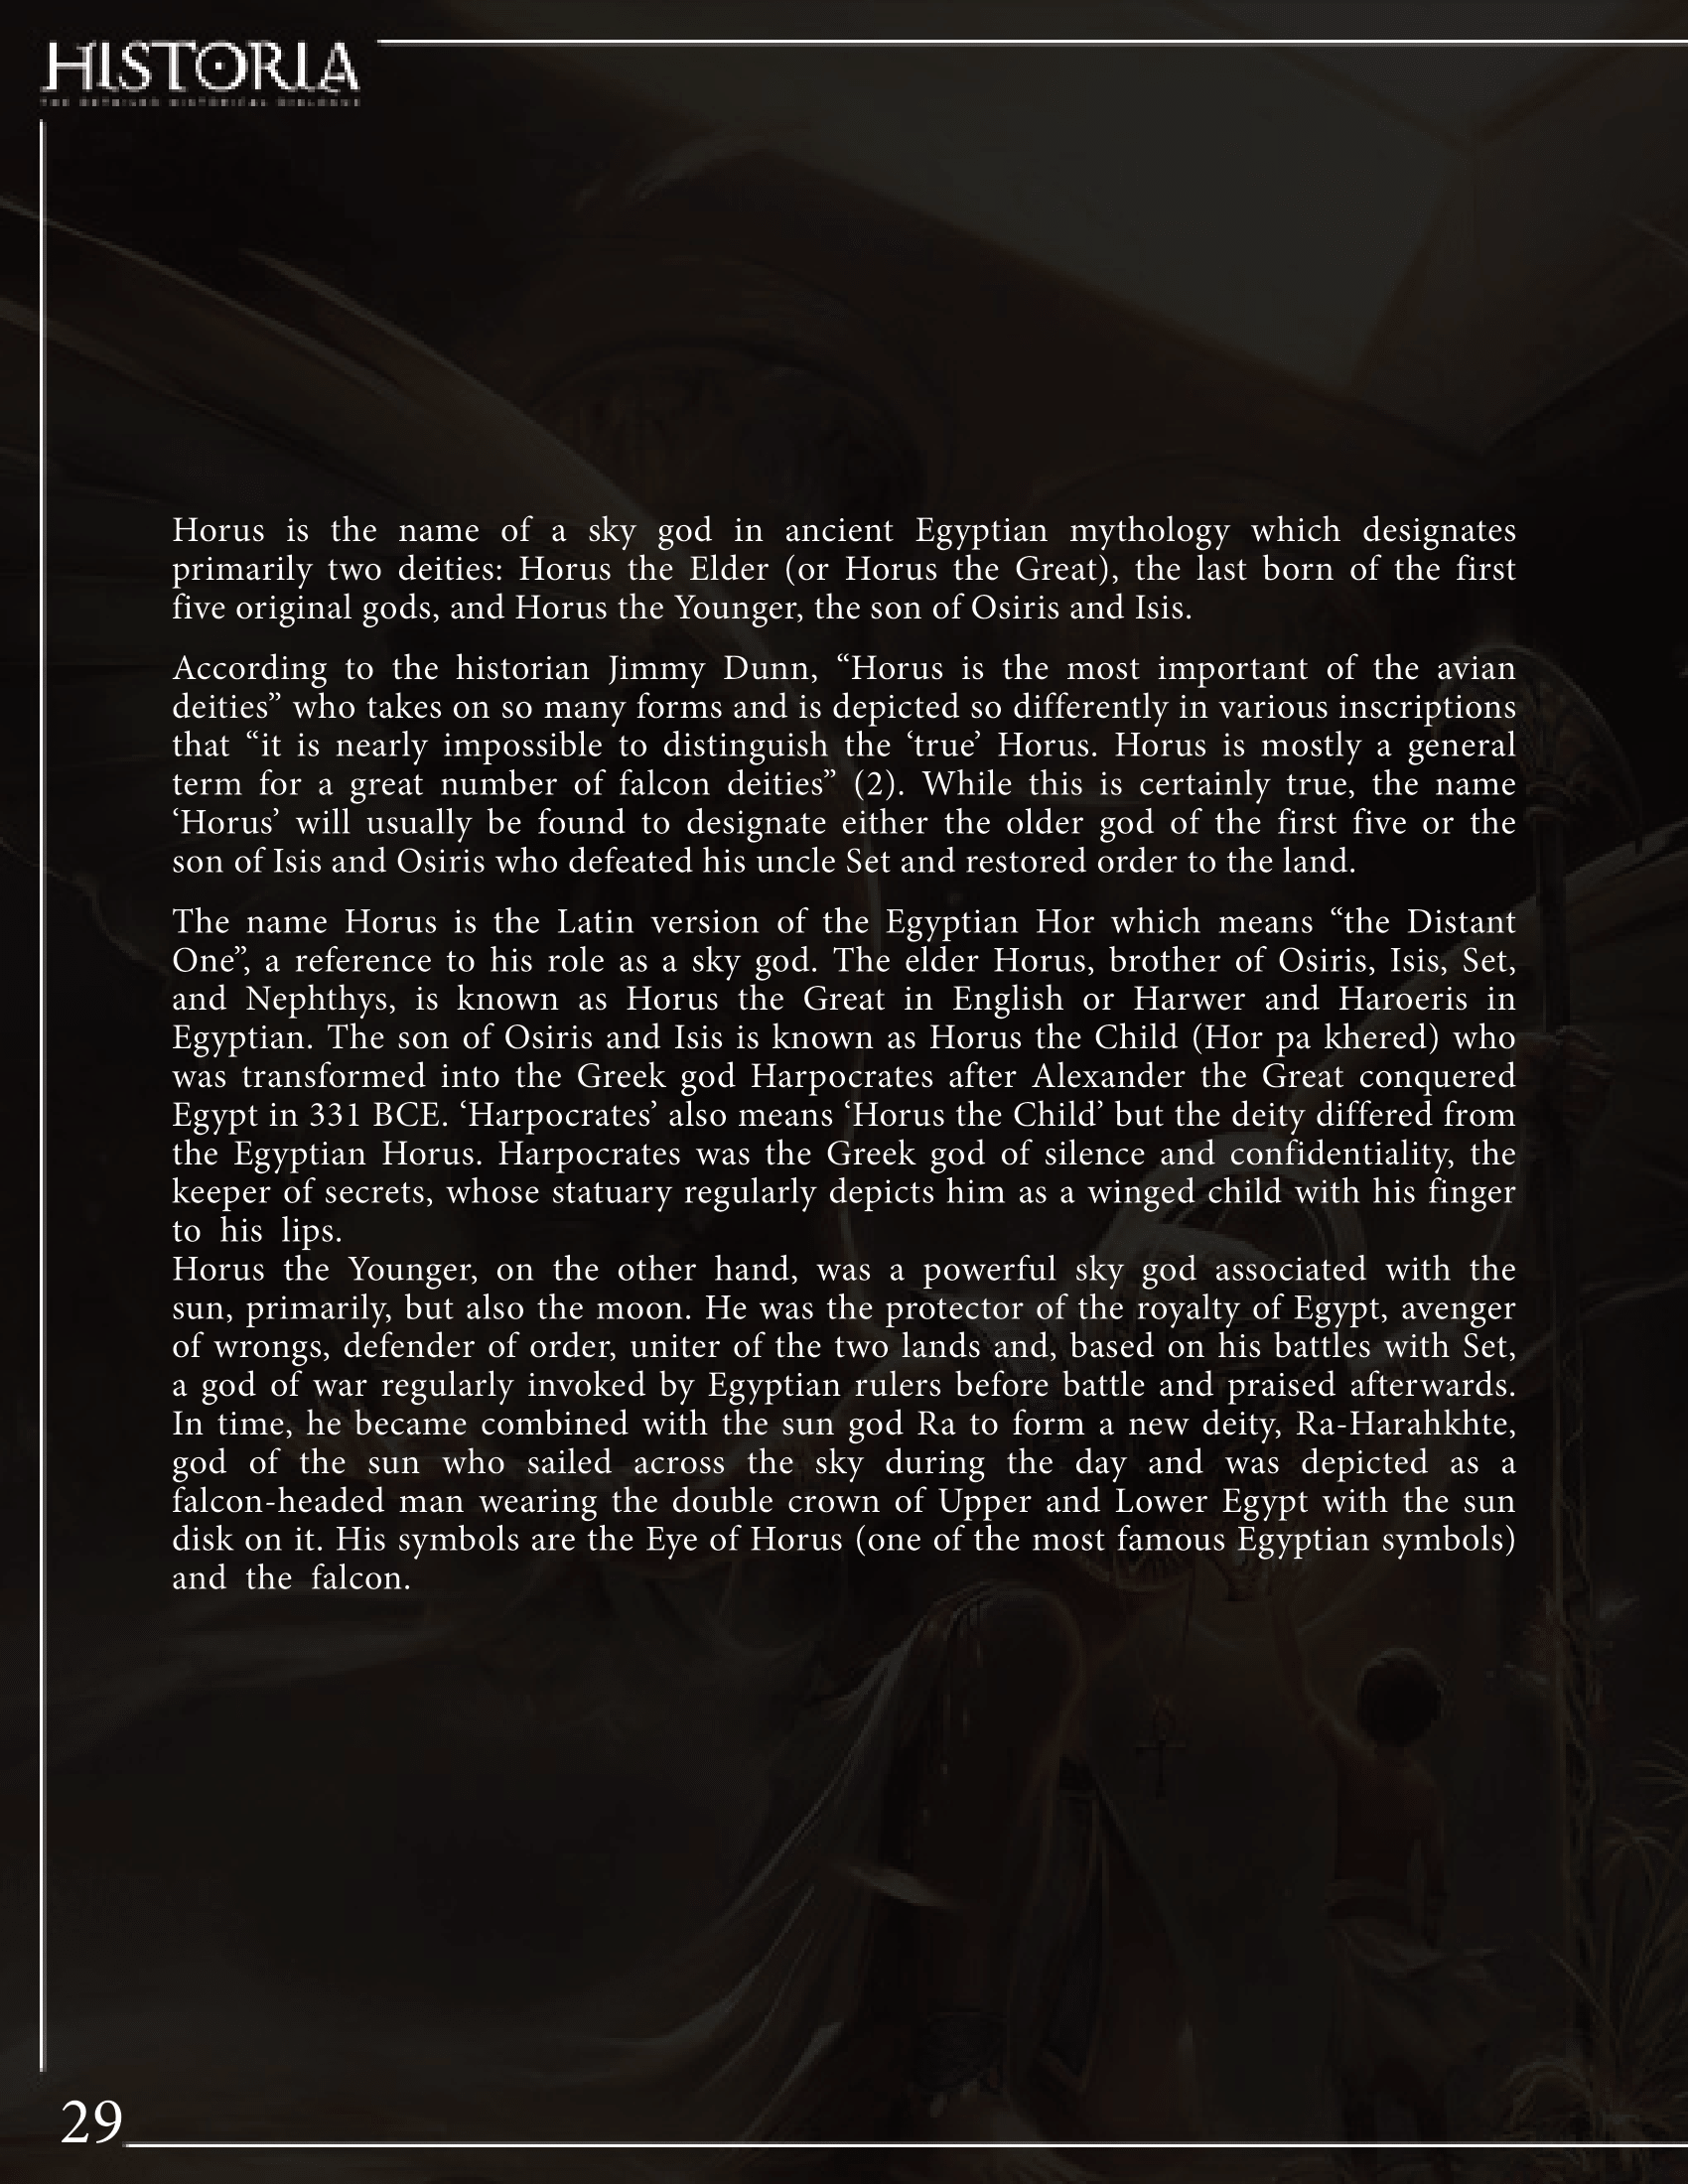 HISTORIA
Horus is the name of a sky god in ancient Egyptian mythology which designates
primarily two deities: Horus the Elder (or Horus the Great), the last born of the first
five original gods, and Horus the Younger, the son of Osiris and Isis.
According to the historian Jimmy Dunn, “Horus is the most important of the avian
deities” who takes on so many forms and is depicted so differently in various inscriptions
that “it is nearly impossible to distinguish the ‘true’ Horus. Horus is mostly a general
term for a great number of falcon deities” (2). While this is certainly true, the name
‘Horus’ will usually be found to designate either the older god of the first five or the
son of Isis and Osiris who defeated his uncle Set and restored order to the land.
The name Horus is the Latin version of the Egyptian Hor which means “the Distant
One”, a reference to his role as a sky god. The elder Horus, brother of Osiris, Isis, Set,
and Nephthys, is known as Horus the Great in English or Harwer and Haroeris in
Egyptian. The son of Osiris and Isis is known as Horus the Child (Hor pa khered) who
was transformed into the Greek god Harpocrates after Alexander the Great conquered
Egypt in 331 BCE. ‘Harpocrates’ also means ‘Horus the Child’ but the deity differed from
the Egyptian Horus. Harpocrates was the Greek god of silence and confidentiality, the
keeper of secrets, whose statuary regularly depicts him as a winged child with his finger
to his lips.
Horus the Younger, on the other hand, was a powerful sky god associated with the
sun, primarily, but also the moon. He was the protector of the royalty of Egypt, avenger
of wrongs, defender of order, uniter of the two lands and, based on his battles with Set,
a god of war regularly invoked by Egyptian rulers before battle and praised afterwards.
In time, he became combined with the sun god Ra to form a new deity, Ra-Harahkhte,
god of the sun who sailed across the sky during the day and was depicted as a
falcon-headed man wearing the double crown of Upper and Lower Egypt with the sun
disk on it. His symbols are the Eye of Horus (one of the most famous Egyptian symbols)
and the falcon.
29